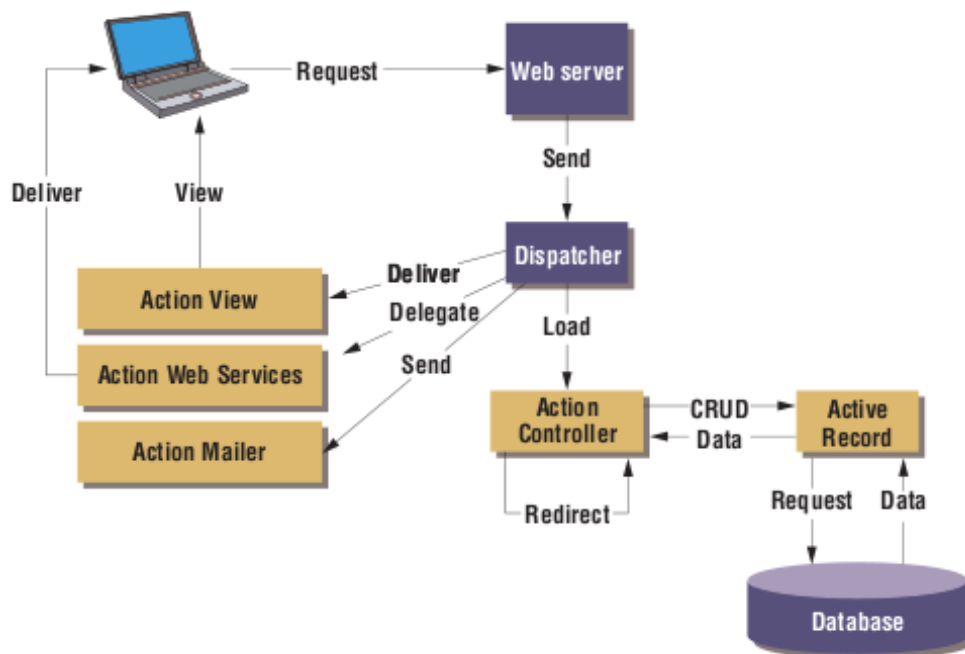 Request
Web server
Send
Deliver
View
Dispatcher
Deliver
Action View
Delegate
Load
Action Web Services
Send
Action
Controller
CRUD
Data
Active
Record
Action Mailer
Redirect
Request
Data
Database